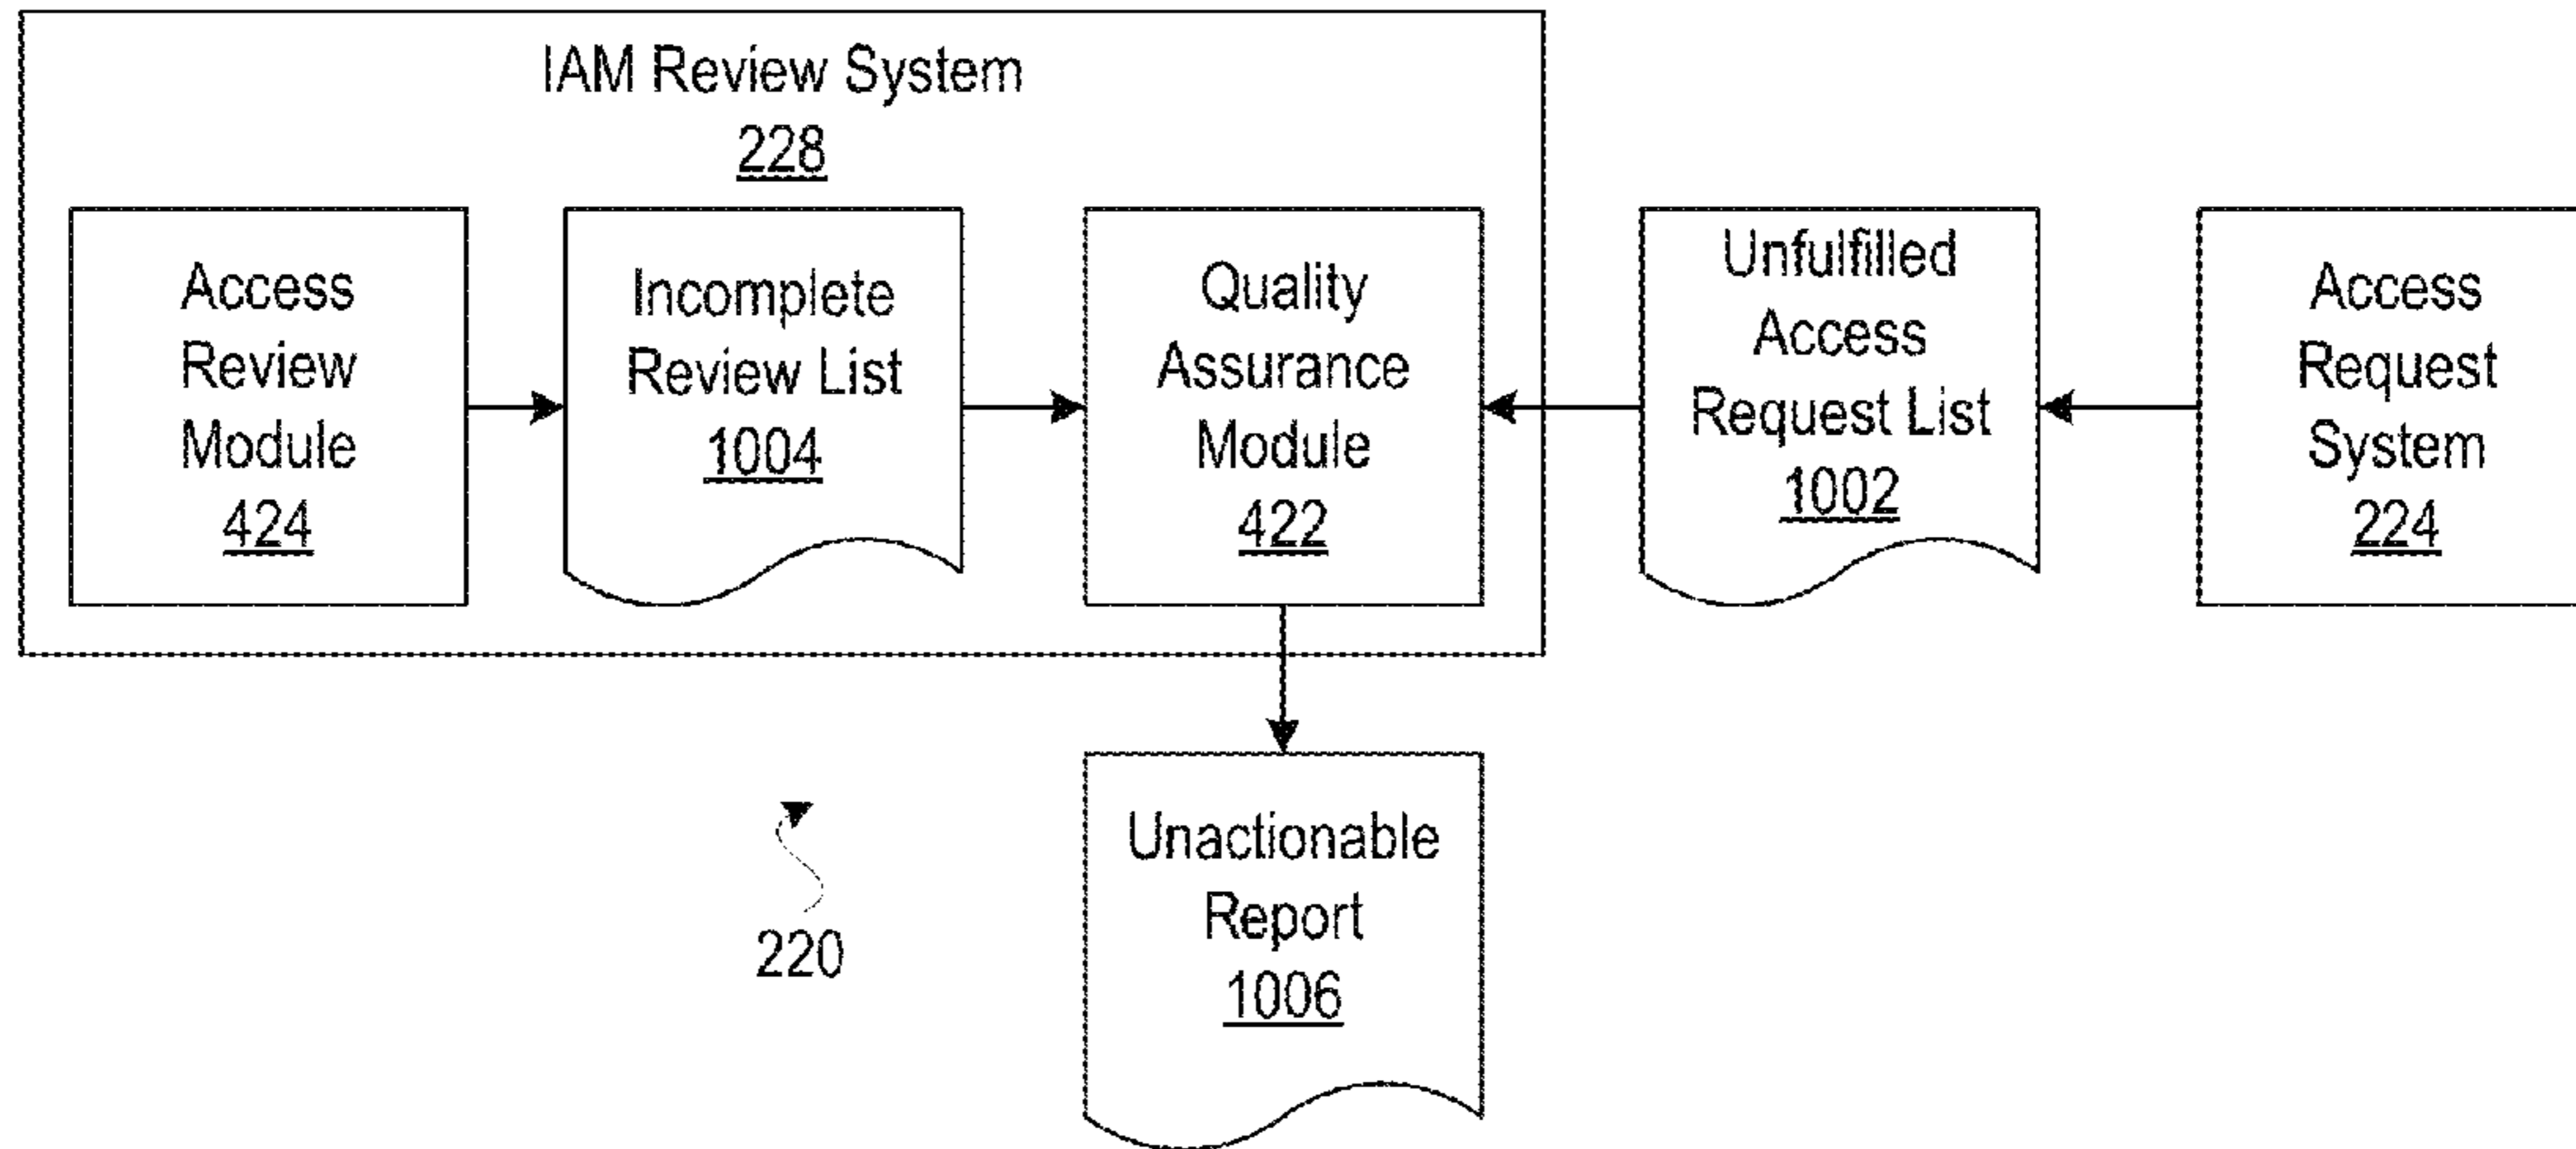 IAM Review System
228
Access
Review
Module
424
Incomplete
Review List
1004
Quality
Assurance
Module
422
Unfulfilled
Access
Request List
1002
Access
Request
System
224
Unactionable
Report
1006
220